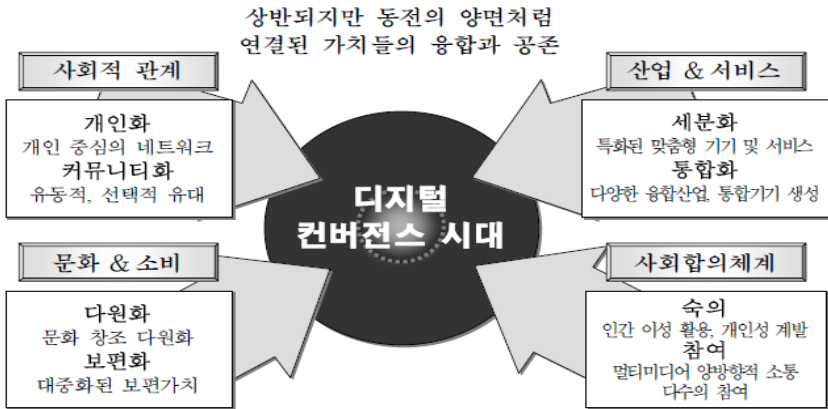 상반되지만 동전의 양면처럼
연결된 가치들의 융합과 공존
사회적 관계
개인화
개인 중심의 네트워크
커뮤니티화
유동적, 선택적 유대
산업 & 서비스
세분화
특화된 맞춤형 기기 및 서비스
통합화
다양한 융합산업, 통합기기 생성
디지털
컨버전스 시대
문화 & 소비
다원화
문화 창조 다원화
보편화
대중화된 보편가치
사회합의체계
숙의
인간 이성 활용, 개인성 계발
참여
멀티미디어 양방향적 소통
다수의 참여